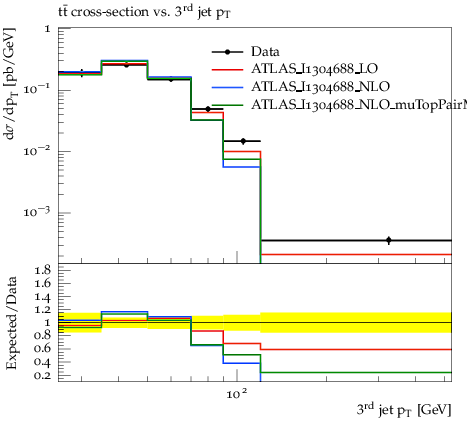 tt̄ cross-section vs. 3rd jet pT
dσ/dpT [pb/GeV]
1
10⁻¹
10⁻²
10⁻³
Data
ATLAS_I1304688_LO
ATLAS_I1304688_NLO
ATLAS_I1304688_NLO_muTopPairM
Expected/Data
1.8
1.6
1.4
1.2
1
0.8
0.6
0.4
0.2
10²
3rd jet pT [GeV]